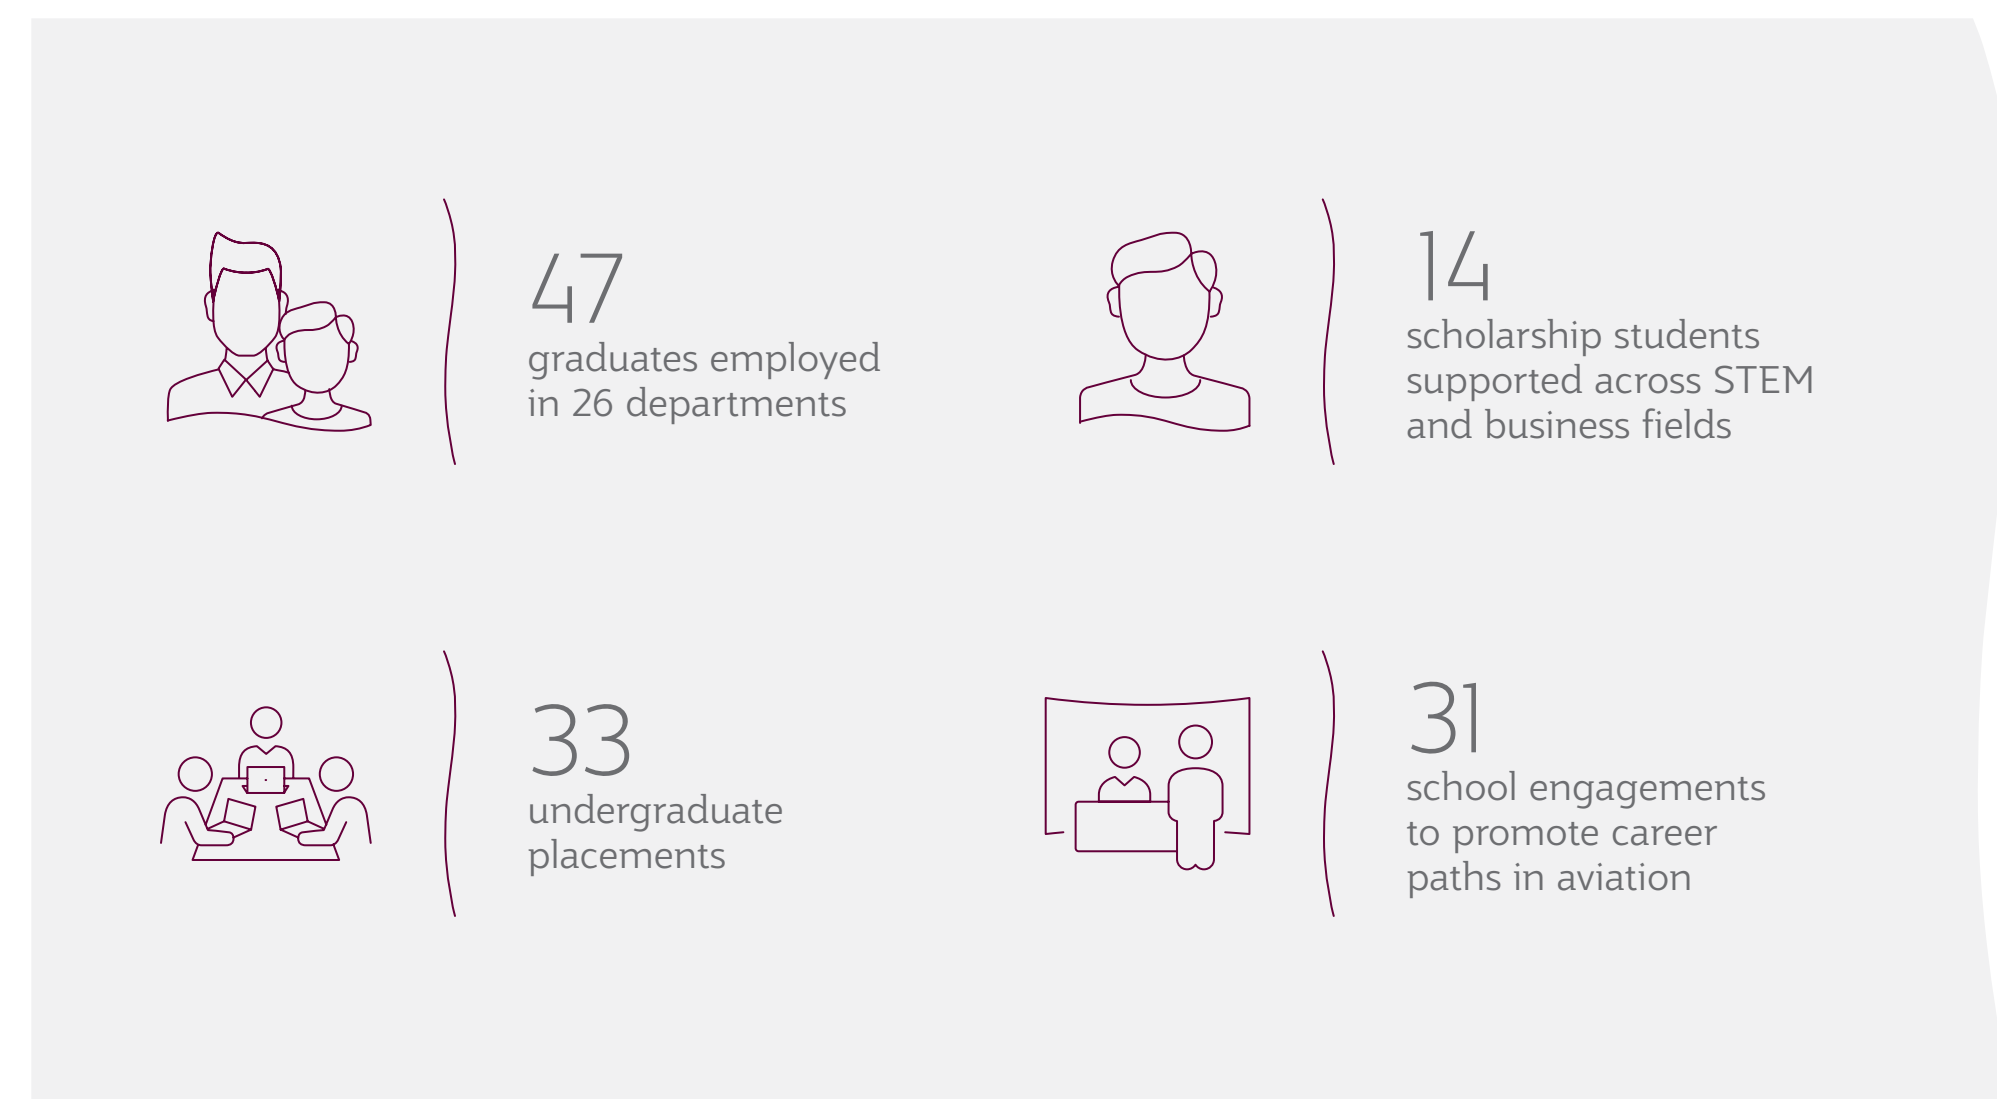 47
graduates employed
in 26 departments
14
scholarship students
supported across STEM
and business fields
33
undergraduate
placements
31
school engagements
to promote career
paths in aviation